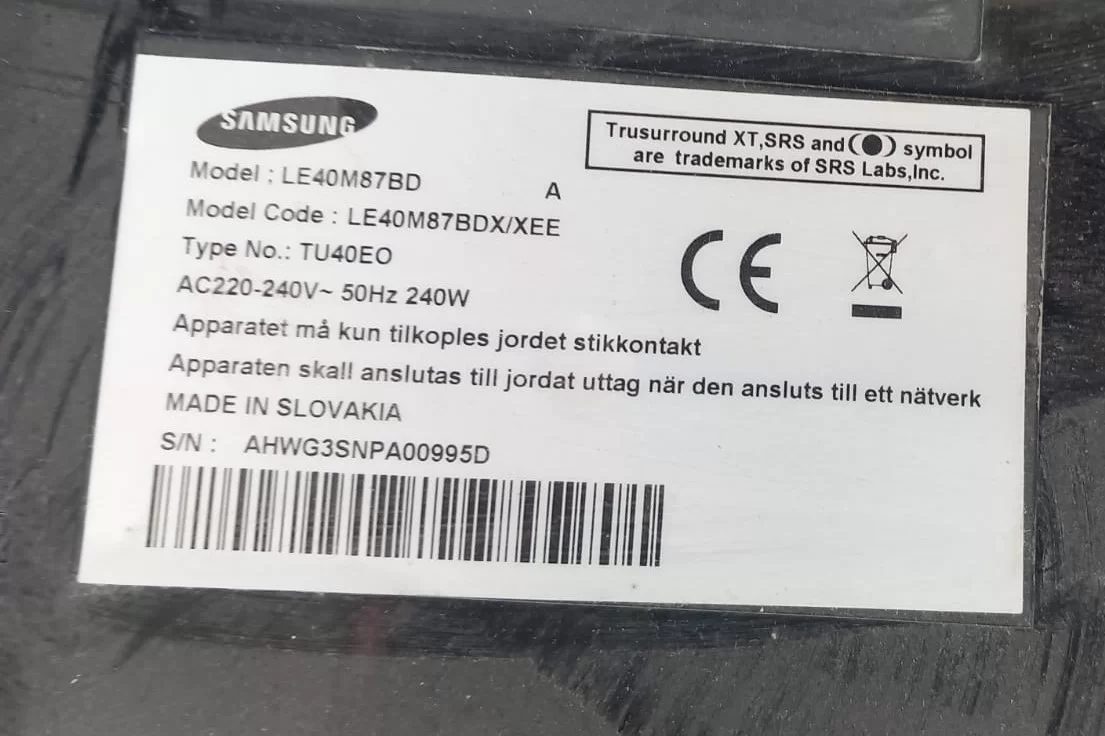 SAMSUNG
Trusurround XT,SRS and (●) symbol
are trademarks of SRS Labs,Inc.
Model : LE40M87BD A
Model Code : LE40M87BDX/XEE
Type No.: TU40EO
AC220-240V~ 50Hz 240W
Apparatet må kun tilkoples jordet stikkontakt
Apparaten skall anslutas till jordat uttag när den ansluts till ett nätverk
MADE IN SLOVAKIA
S/N : AHWG3SNPA00995D
CE